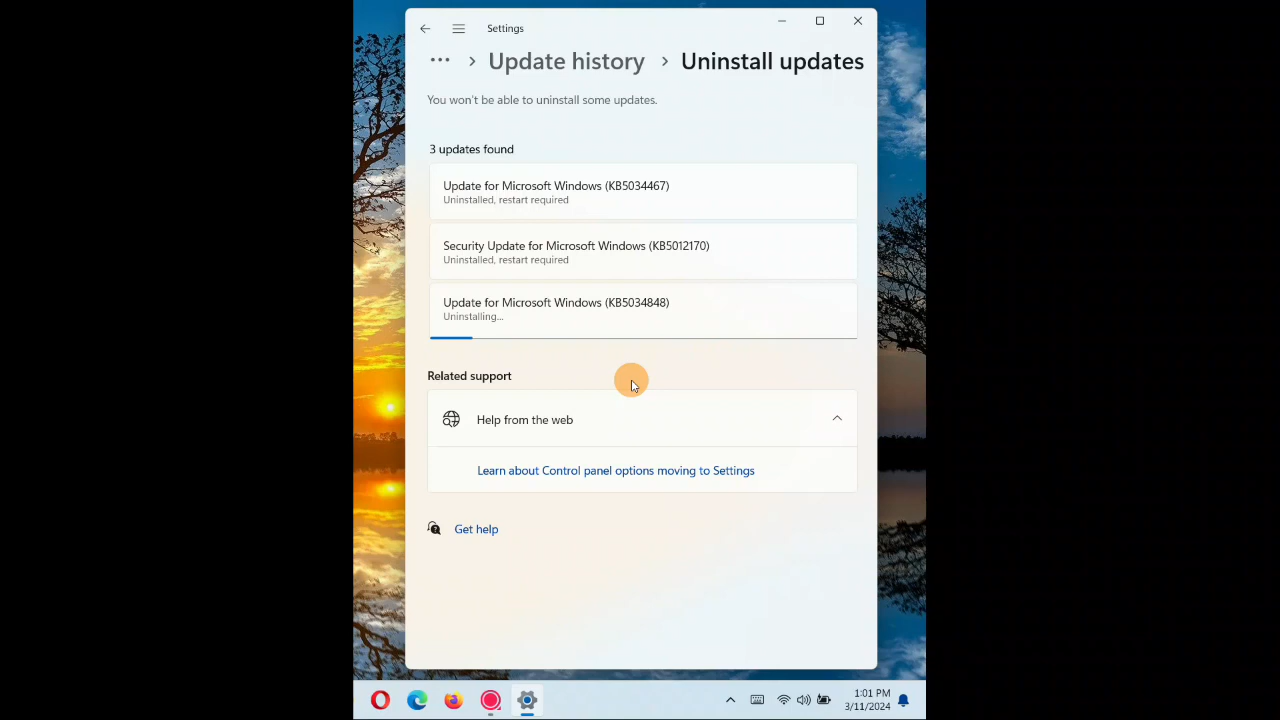 Settings
··· > Update history > Uninstall updates
You won't be able to uninstall some updates.
3 updates found
Update for Microsoft Windows (KB5034467)
Uninstalled, restart required
Security Update for Microsoft Windows (KB5012170)
Uninstalled, restart required
Update for Microsoft Windows (KB5034848)
Uninstalling...
Related support
Help from the web
Learn about Control panel options moving to Settings
Get help
1:01 PM
3/11/2024